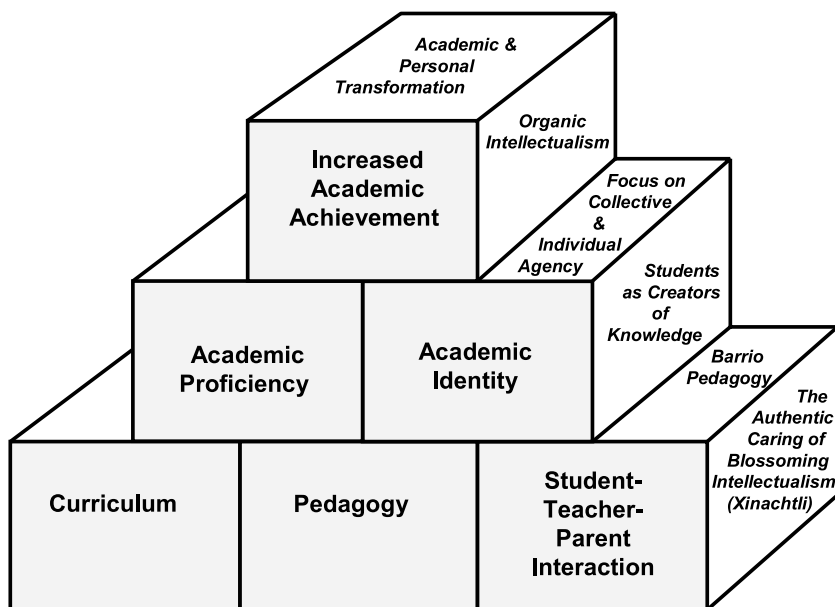 Academic &
Personal
Transformation
Organic
Intellectualism
Increased
Academic
Achievement
Focus on
Collective
&
Individual
Agency
Students
as Creators
of
Knowledge
Academic
Proficiency
Academic
Identity
Barrio
Pedagogy
The
Authentic
Caring of
Blossoming
Intellectualism
(Xinachtli)
Curriculum
Pedagogy
Student-
Teacher-
Parent
Interaction